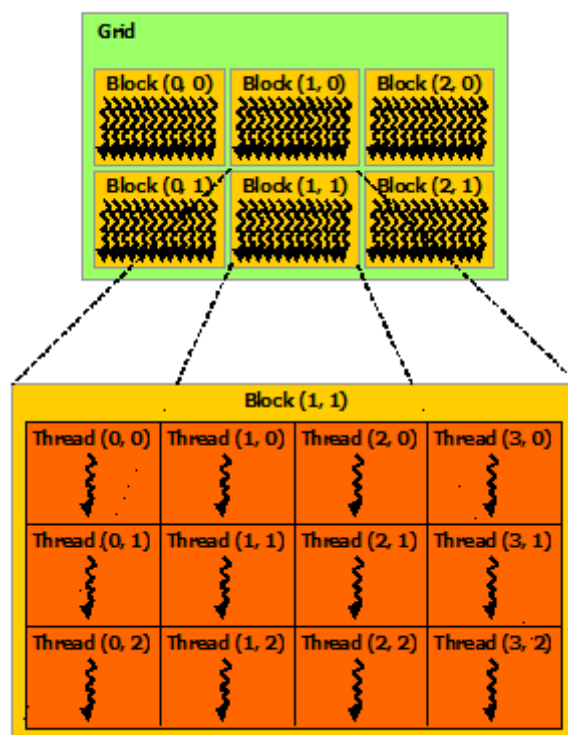 Grid
Block (0, 0) Block (1, 0) Block (2, 0)
Block (0, 1) Block (1, 1) Block (2, 1)
Block (1, 1)
Thread (0, 0) Thread (1, 0) Thread (2, 0) Thread (3, 0)
Thread (0, 1) Thread (1, 1) Thread (2, 1) Thread (3, 1)
Thread (0, 2) Thread (1, 2) Thread (2, 2) Thread (3, 2)